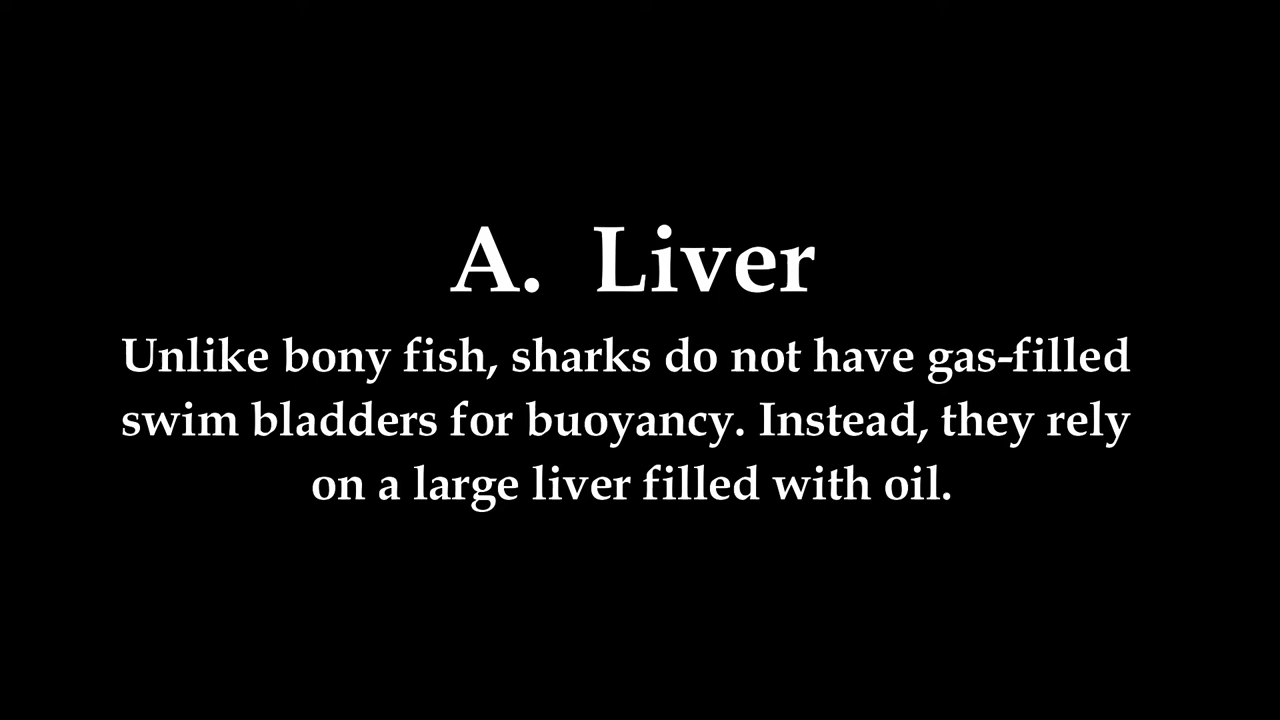 A. Liver
Unlike bony fish, sharks do not have gas-filled
swim bladders for buoyancy. Instead, they rely
on a large liver filled with oil.